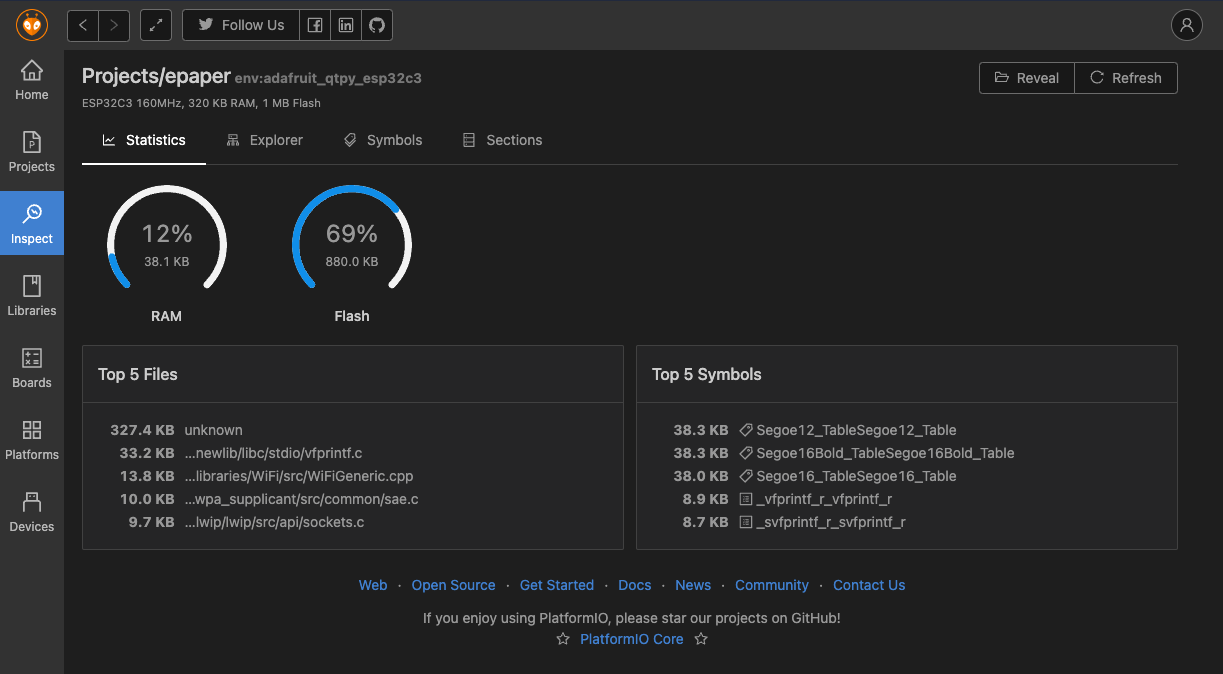 Follow Us
Home
Projects
Inspect
Libraries
Boards
Platforms
Devices
Projects/epaper env:adafruit_qtpy_esp32c3
ESP32C3 160MHz, 320 KB RAM, 1 MB Flash
Reveal
Refresh
Statistics
Explorer
Symbols
Sections
12%
38.1 KB
RAM
69%
880.0 KB
Flash
Top 5 Files
327.4 KB unknown
33.2 KB ...newlib/libc/stdio/vfprintf.c
13.8 KB ...libraries/WiFi/src/WiFiGeneric.cpp
10.0 KB ...wpa_supplicant/src/common/sae.c
9.7 KB ...lwip/lwip/src/api/sockets.c
Top 5 Symbols
38.3 KB Segoe12_TableSegoe12_Table
38.3 KB Segoe16Bold_TableSegoe16Bold_Table
38.0 KB Segoe16_TableSegoe16_Table
8.9 KB _vfprintf_r_vfprintf_r
8.7 KB _svfprintf_r_svfprintf_r
Web · Open Source · Get Started · Docs · News · Community · Contact Us
If you enjoy using PlatformIO, please star our projects on GitHub!
☆ PlatformIO Core ☆